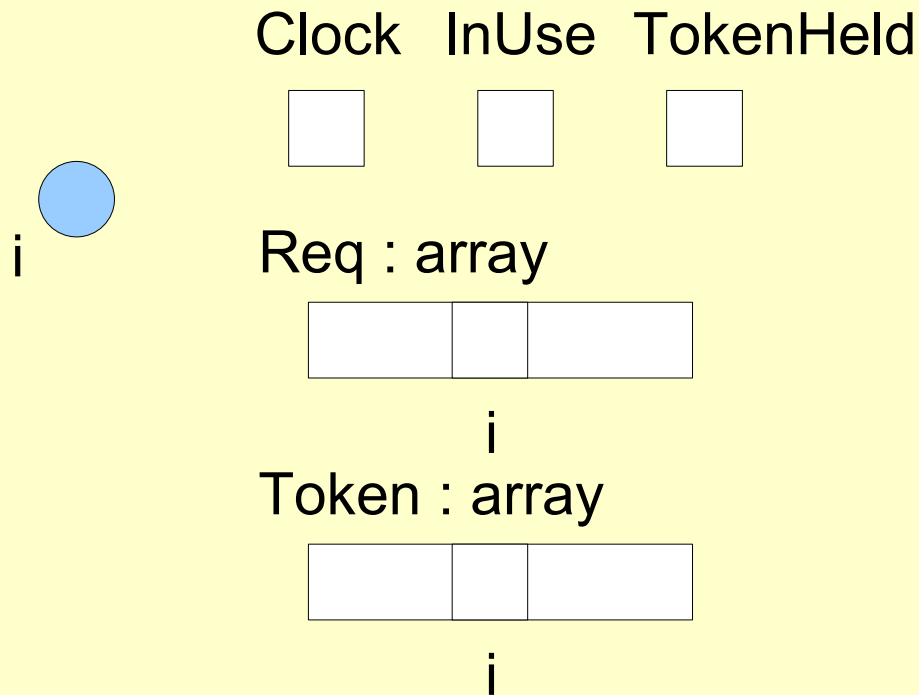 Clock InUse TokenHeld
i
Req : array
i
Token : array
i